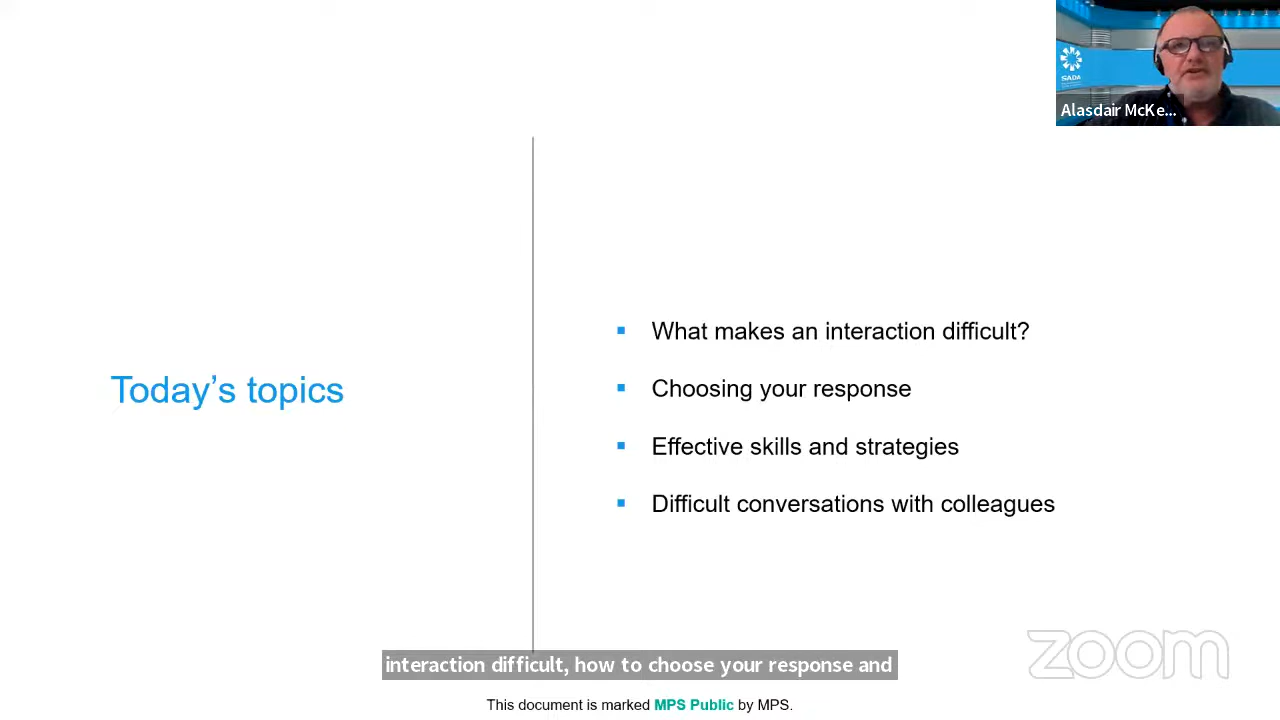 SADA
Alasdair McKe...
Today's topics
▪ What makes an interaction difficult?
▪ Choosing your response
▪ Effective skills and strategies
▪ Difficult conversations with colleagues
zoom
interaction difficult, how to choose your response and
This document is marked MPS Public by MPS.